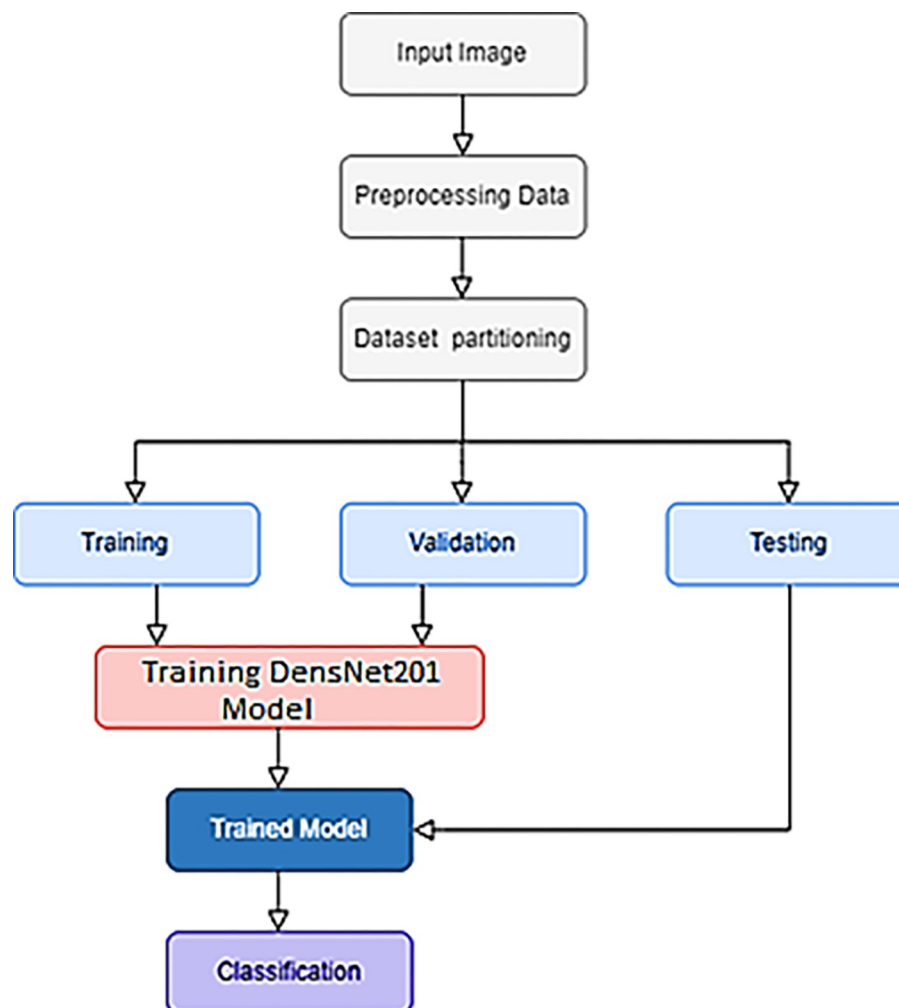 Input Image
Preprocessing Data
Dataset partitioning
Training
Validation
Testing
Training DensNet201
Model
Trained Model
Classification